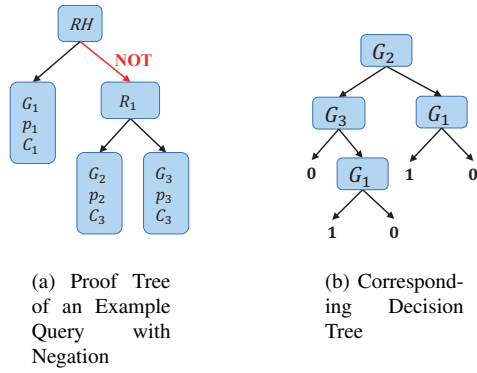 RH
NOT
G₁
p₁
C₁
R₁
G₂
p₂
C₃
G₃
p₃
C₃
(a) Proof Tree
of an Example
Query with
Negation
G₂
G₃
G₁
0
G₁
1
0
1
0
(b) Correspond-
ing Decision
Tree